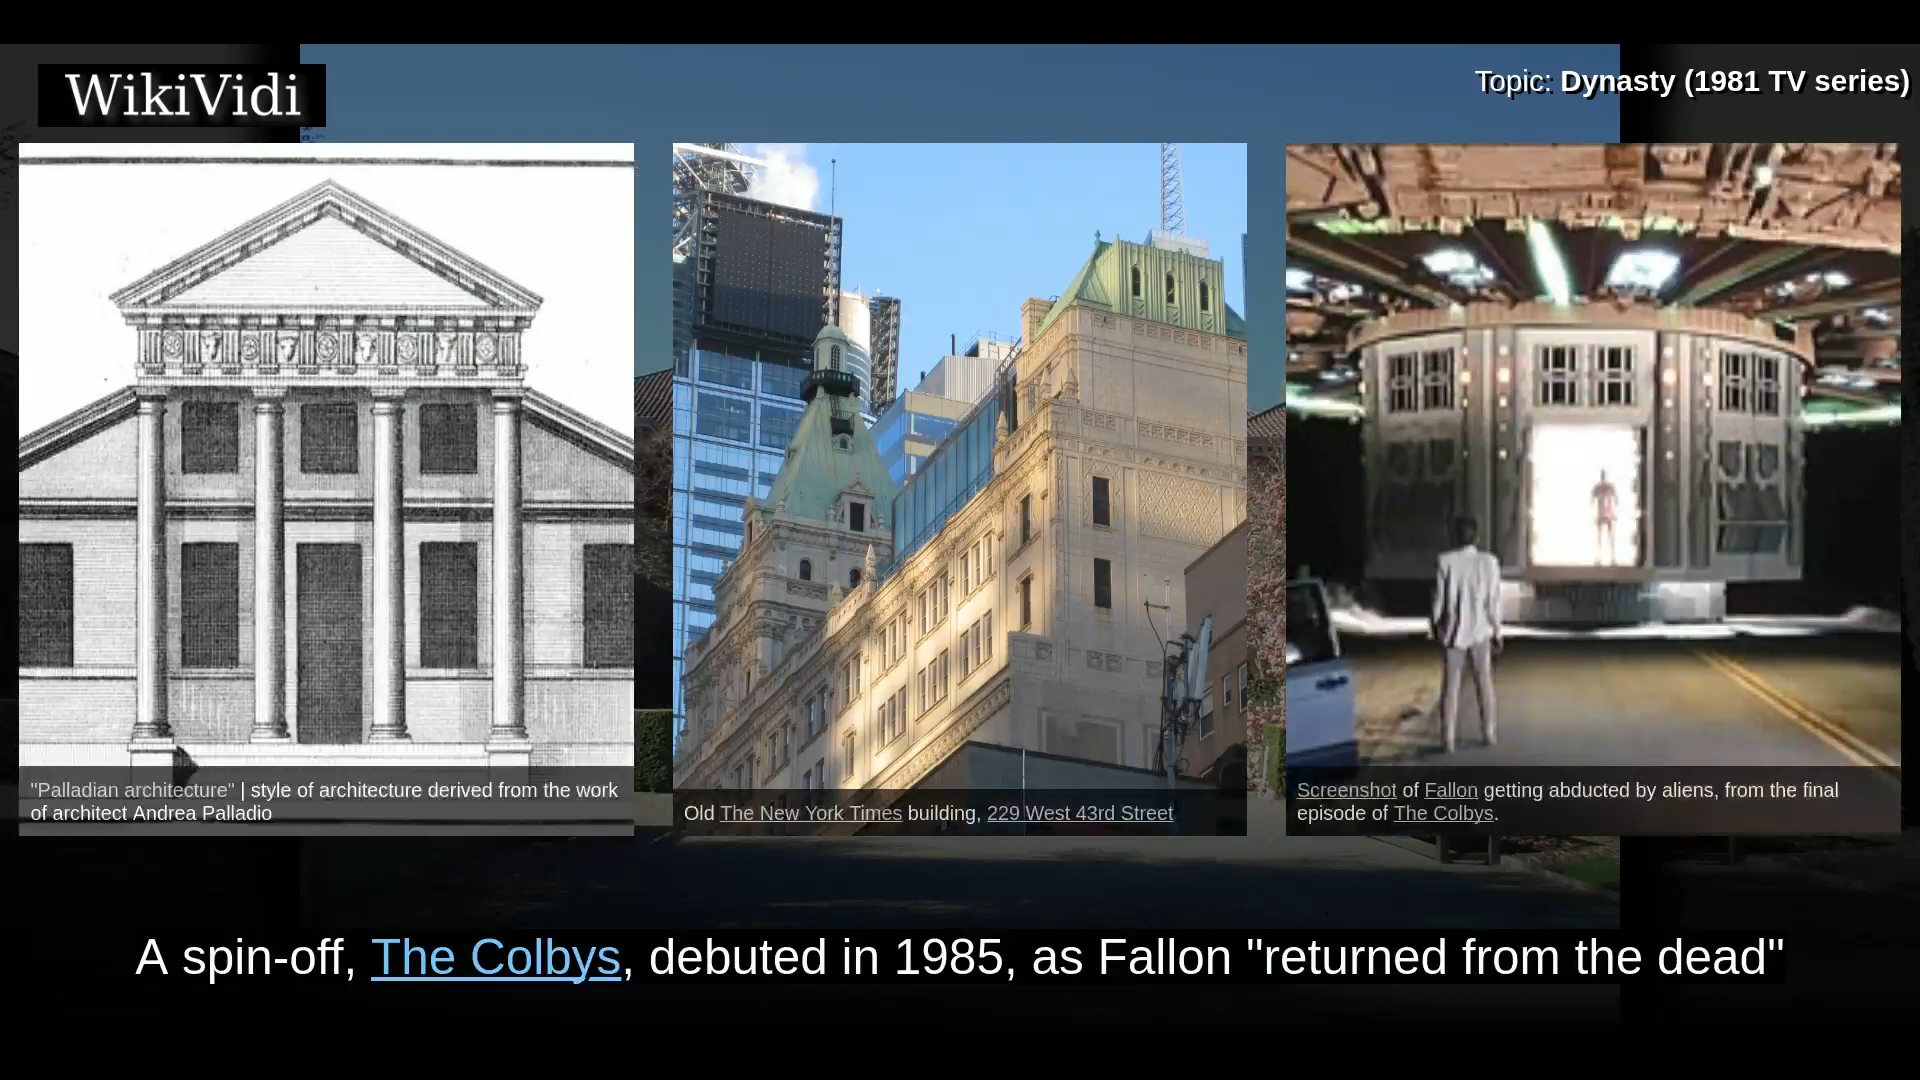 WikiVidi
Topic: Dynasty (1981 TV series)
"Palladian architecture" | style of architecture derived from the work
of architect Andrea Palladio
Old The New York Times building, 229 West 43rd Street
Screenshot of Fallon getting abducted by aliens, from the final
episode of The Colbys.
A spin-off, The Colbys, debuted in 1985, as Fallon "returned from the dead"